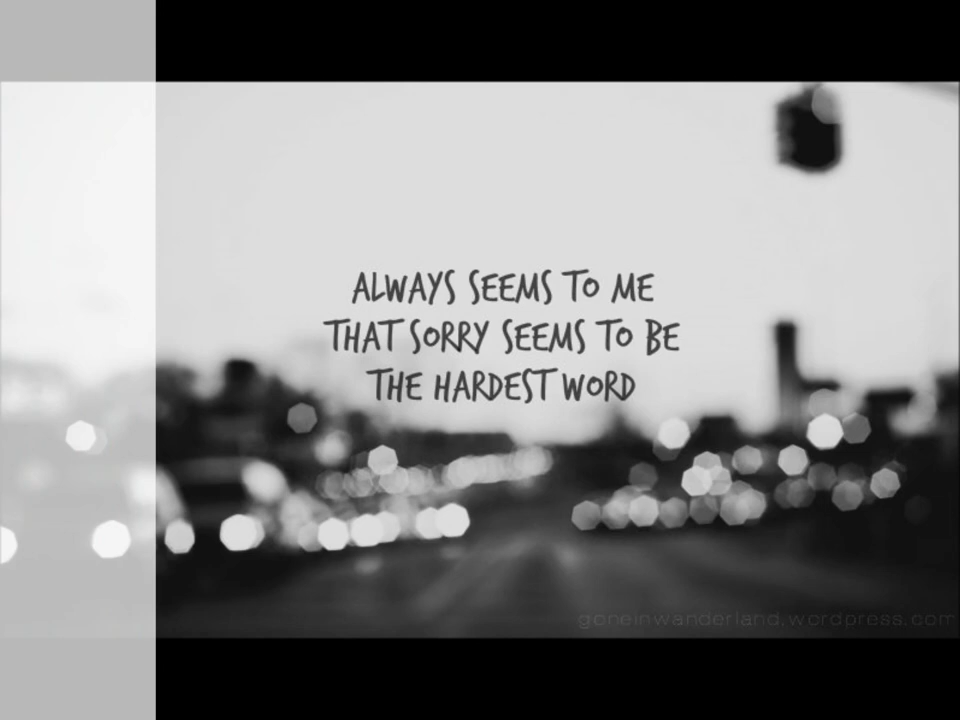 ALWAYS SEEMS TO ME
THAT SORRY SEEMS TO BE
THE HARDEST WORD
goneinwanderland.wordpress.com